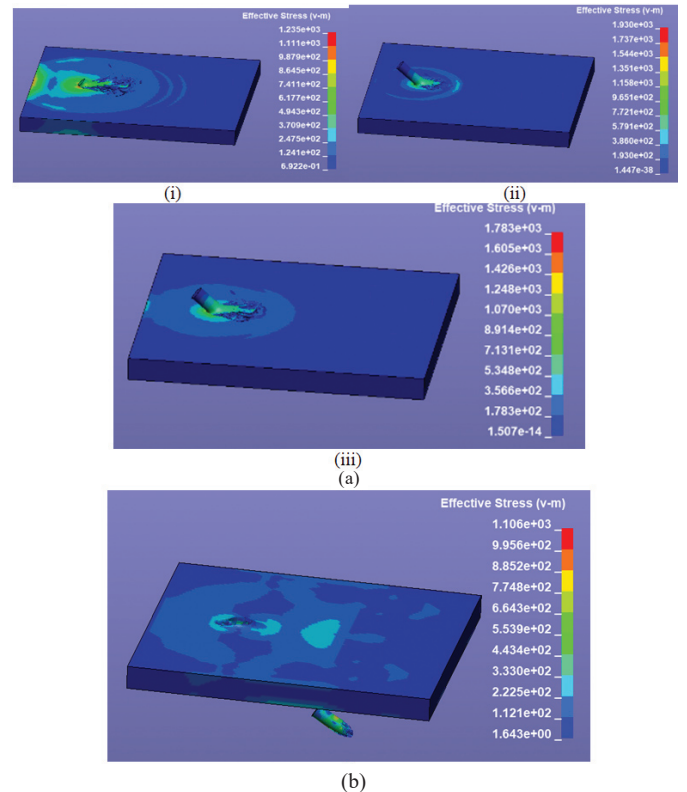 Effective Stress (v-m)
1.235e+03
1.111e+03
9.879e+02
8.645e+02
7.411e+02
6.177e+02
4.943e+02
3.709e+02
2.475e+02
1.241e+02
6.922e-01
(i)
Effective Stress (v-m)
1.930e+03
1.737e+03
1.544e+03
1.351e+03
1.158e+03
9.651e+02
7.721e+02
5.791e+02
3.860e+02
1.930e+02
1.447e-38
(ii)
Effective Stress (v-m)
1.783e+03
1.605e+03
1.426e+03
1.248e+03
1.070e+03
8.914e+02
7.131e+02
5.348e+02
3.566e+02
1.783e+02
1.507e-14
(iii)
(a)
Effective Stress (v-m)
1.106e+03
9.956e+02
8.852e+02
7.748e+02
6.643e+02
5.539e+02
4.434e+02
3.330e+02
2.225e+02
1.121e+02
1.643e+00
(b)